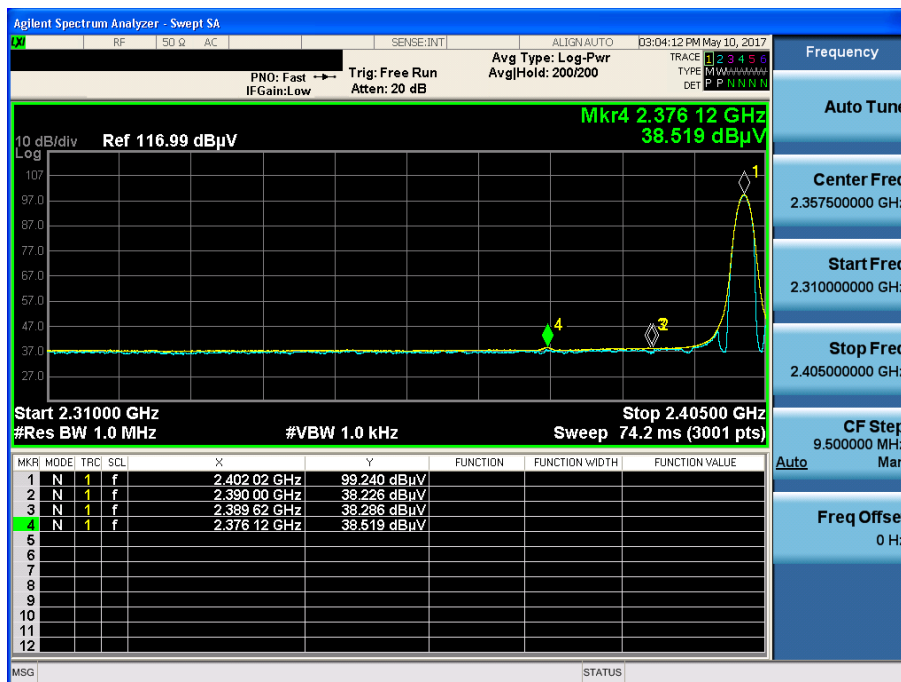 Agilent Spectrum Analyzer - Swept SA
LXI RF 50 Ω AC SENSE:INT ALIGN AUTO 03:04:12 PM May 10, 2017
Frequency
Avg Type: Log-Pwr TRACE 1 2 3 4 5 6
PNO: Fast Trig: Free Run Avg|Hold: 200/200 TYPE M
IFGain:Low Atten: 20 dB DET P P N N N N
Auto Tune
Mkr4 2.376 12 GHz
38.519 dBµV
10 dB/div Ref 116.99 dBµV
Log
107
97.0
87.0
77.0
67.0
57.0
47.0
37.0
27.0
1
4
3 2
Center Freq
2.357500000 GHz
Start Freq
2.310000000 GHz
Stop Freq
2.405000000 GHz
Start 2.31000 GHz Stop 2.40500 GHz
#Res BW 1.0 MHz #VBW 1.0 kHz Sweep 74.2 ms (3001 pts)
CF Step
9.500000 MHz
Auto Man
Freq Offset
0 Hz
MKR MODE TRC SCL X Y FUNCTION FUNCTION WIDTH FUNCTION VALUE
1 N 1 f 2.402 02 GHz 99.240 dBµV
2 N 1 f 2.390 00 GHz 38.226 dBµV
3 N 1 f 2.389 62 GHz 38.286 dBµV
4 N 1 f 2.376 12 GHz 38.519 dBµV
5
6
7
8
9
10
11
12
MSG STATUS